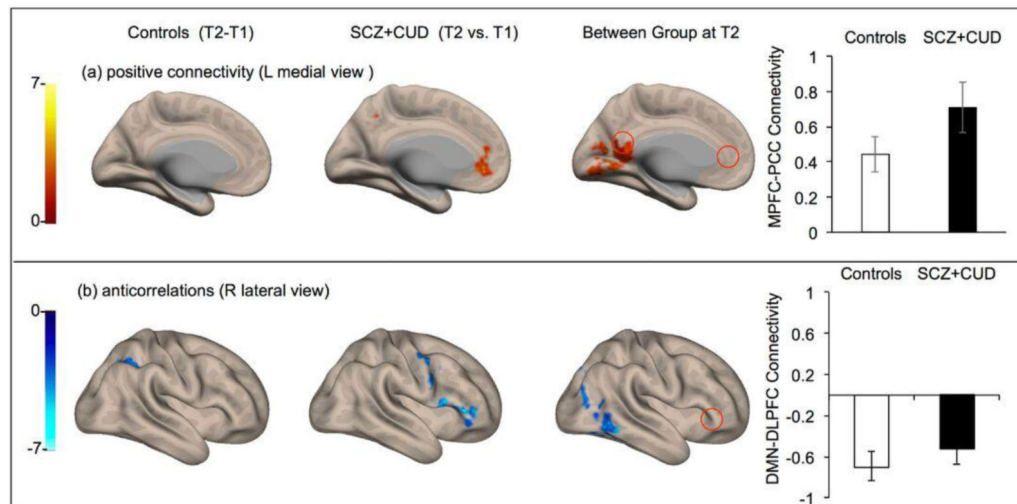 Controls (T2-T1) SCZ+CUD (T2 vs. T1) Between Group at T2
(a) positive connectivity (L medial view )
7-
0-
Controls SCZ+CUD
MPFC-PCC Connectivity
1
0.8
0.6
0.4
0.2
0
(b) anticorrelations (R lateral view)
0-
-7-
Controls SCZ+CUD
DMN-DLPFC Connectivity
1
0.6
0.2
-0.2
-0.6
-1